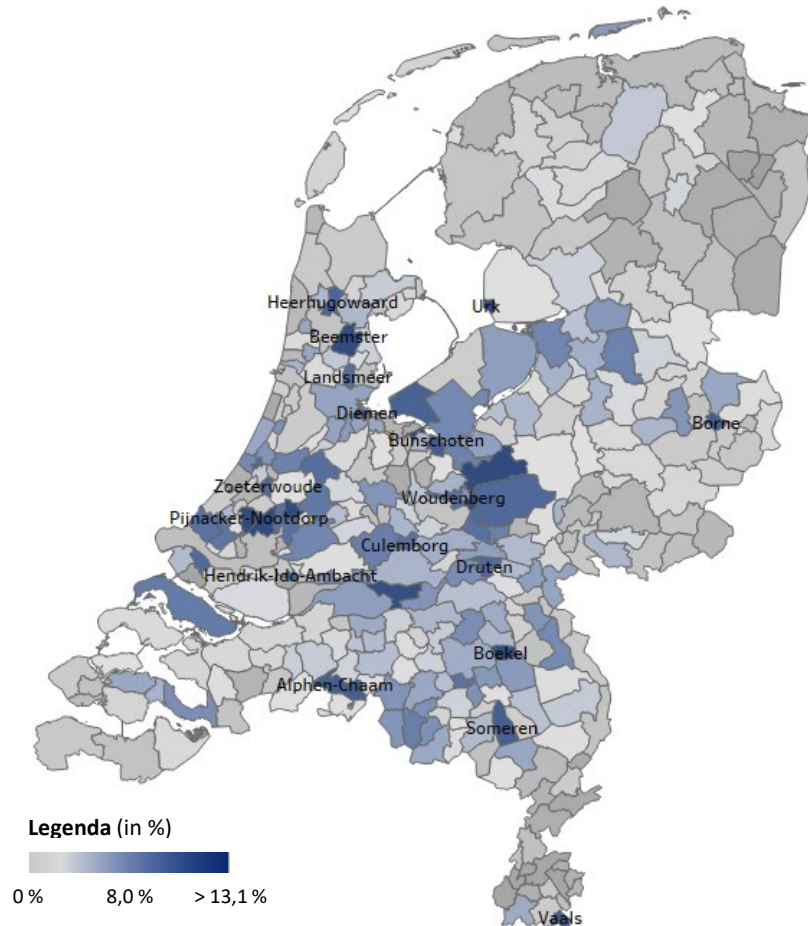 Heerhugowaard
Urk
Beemster
Landsmeer
Diemen
Borne
Bunschoten
Zoeterwoude
Woudenberg
Pijnacker-Nootdorp
Culemborg
Druten
Hendrik-Ido-Ambacht
Boekel
Alphen-Chaam
Someren
Legenda (in %)
0 % 8,0 % > 13,1 %
Vaals